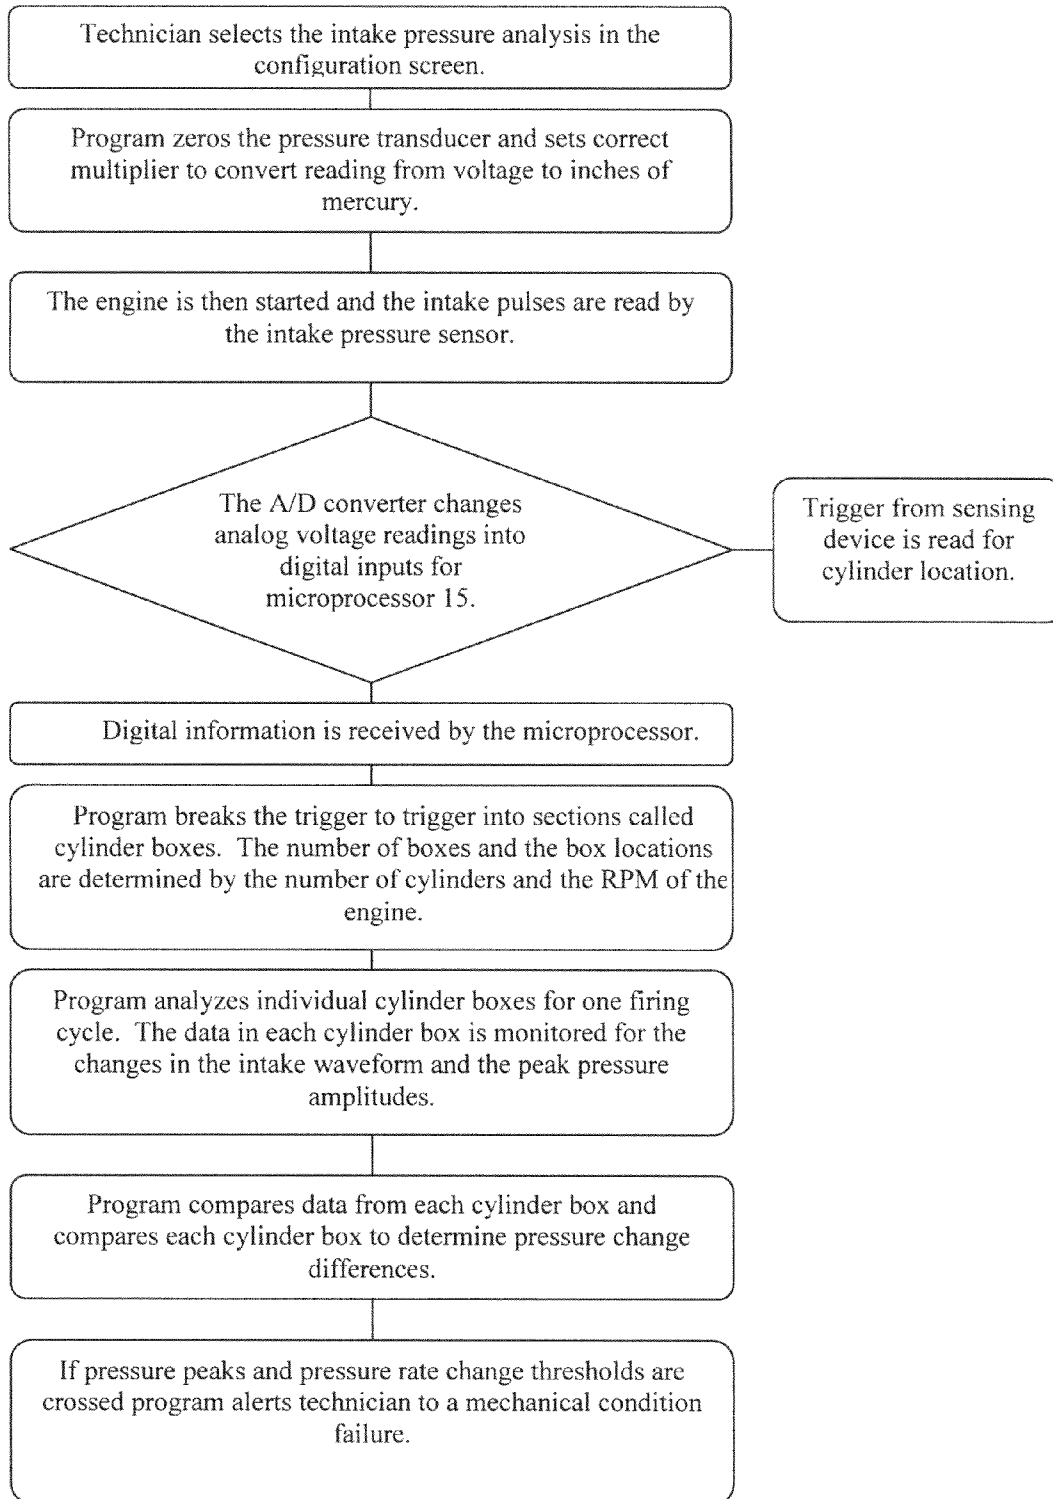 Technician selects the intake pressure analysis in the
configuration screen.
Program zeros the pressure transducer and sets correct
multiplier to convert reading from voltage to inches of
mercury.
The engine is then started and the intake pulses are read by
the intake pressure sensor.
The A/D converter changes
analog voltage readings into
digital inputs for
microprocessor 15.
Trigger from sensing
device is read for
cylinder location.
Digital information is received by the microprocessor.
Program breaks the trigger to trigger into sections called
cylinder boxes. The number of boxes and the box locations
are determined by the number of cylinders and the RPM of the
engine.
Program analyzes individual cylinder boxes for one firing
cycle. The data in each cylinder box is monitored for the
changes in the intake waveform and the peak pressure
amplitudes.
Program compares data from each cylinder box and
compares each cylinder box to determine pressure change
differences.
If pressure peaks and pressure rate change thresholds are
crossed program alerts technician to a mechanical condition
failure.